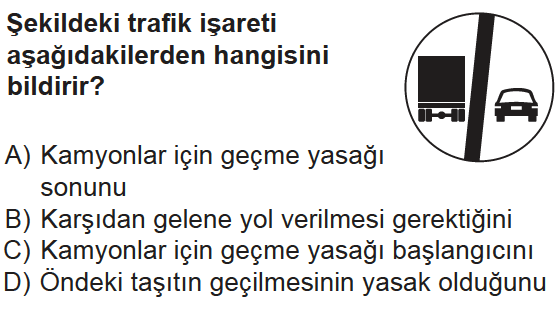 Şekildeki trafik işareti
aşağıdakilerden hangisini
bildirir?
A) Kamyonlar için geçme yasağı
sonunu
B) Karşıdan gelene yol verilmesi gerektiğini
C) Kamyonlar için geçme yasağı başlangıcını
D) Öndeki taşıtın geçilmesinin yasak olduğunu